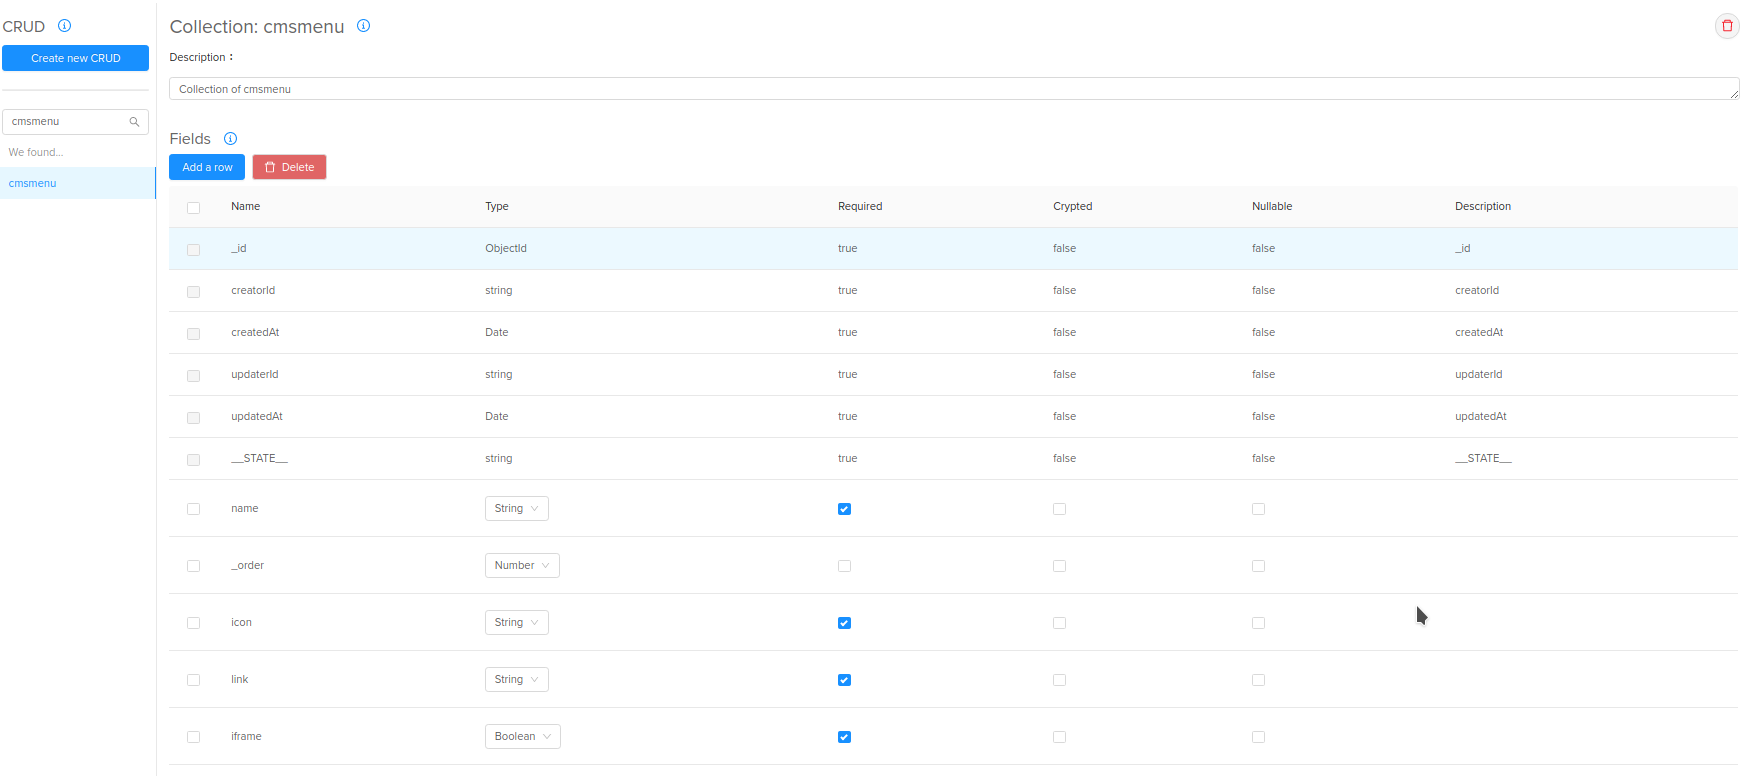 CRUD
Create new CRUD
cmsmenu
We found...
cmsmenu
Collection: cmsmenu
Description :
Collection of cmsmenu
Fields
Add a row Delete
Name Type Required Crypted Nullable Description
_id ObjectId true false false _id
creatorId string true false false creatorId
createdAt Date true false false createdAt
updaterId string true false false updaterId
updatedAt Date true false false updatedAt
__STATE__ string true false false __STATE__
name String
_order Number
icon String
link String
iframe Boolean